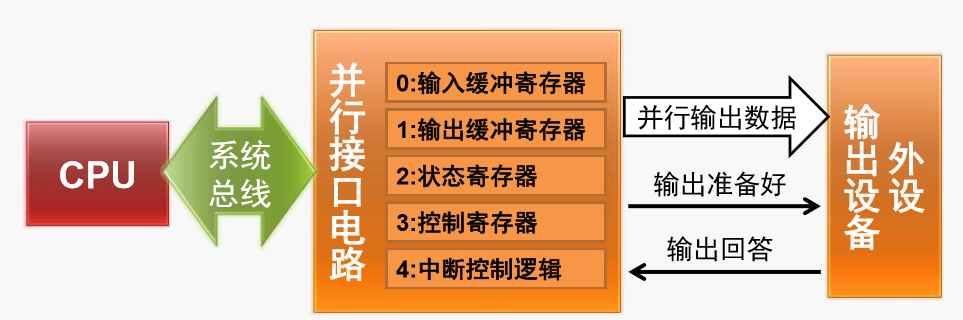 CPU
系统
总线
并行接口电路
0:输入缓冲寄存器
1:输出缓冲寄存器
2:状态寄存器
3:控制寄存器
4:中断控制逻辑
并行输出数据
输出准备好
输出回答
输出设备
外设